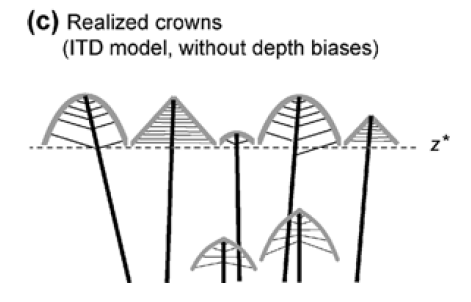 (c) Realized crowns
(ITD model, without depth biases)
z*